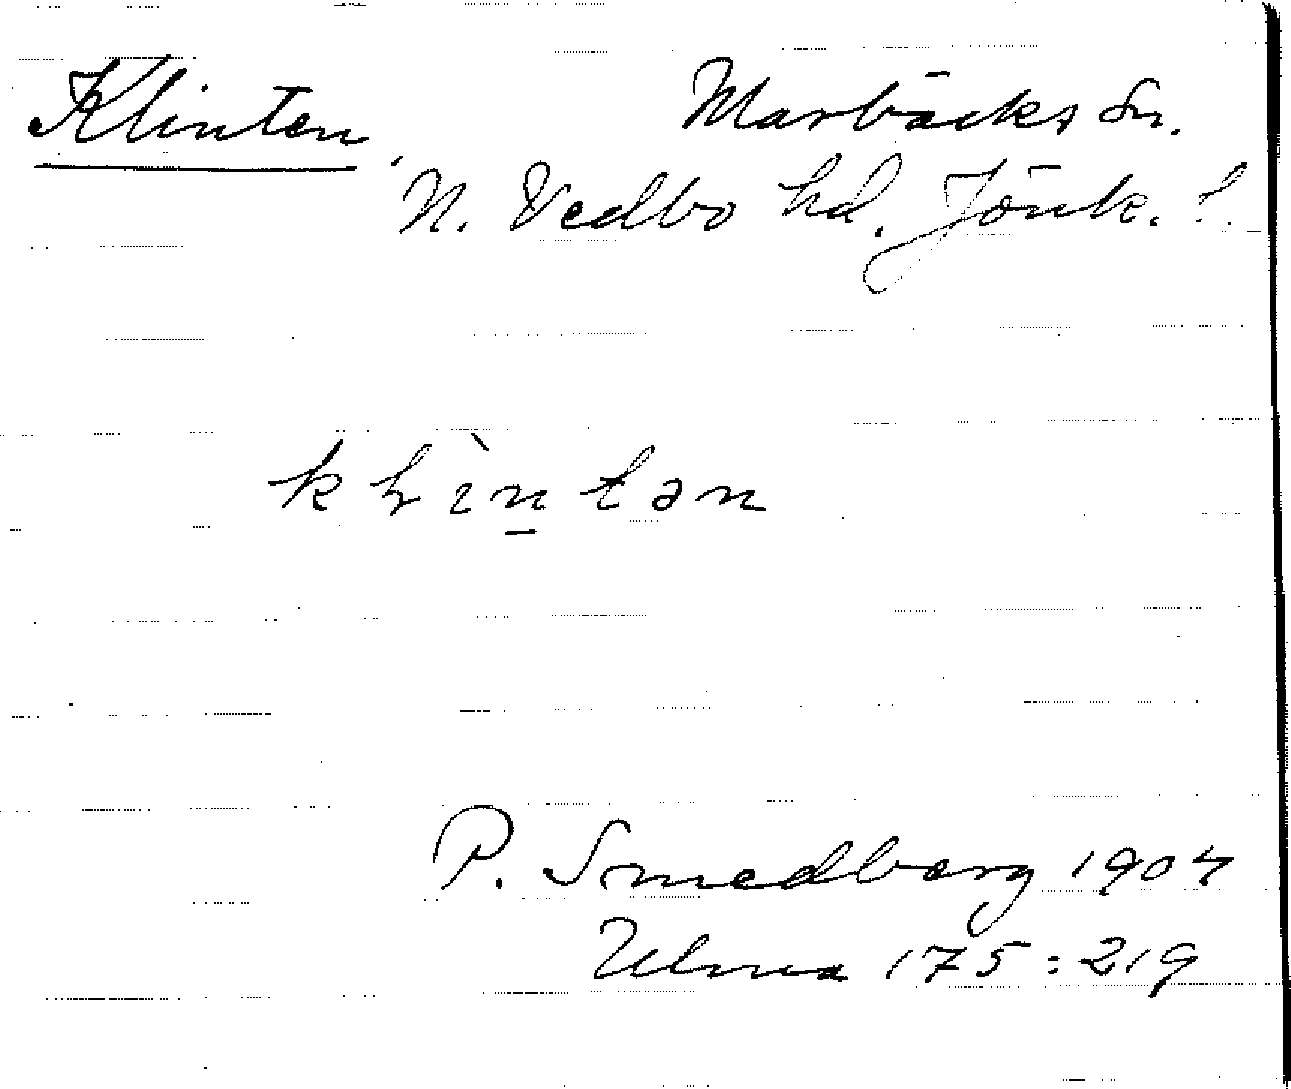 Klinten, Marbäcks sn.
N. Vedbo hd. Jönk. l.
klìntən
P. Smedberg 1904
Ulma 175:219